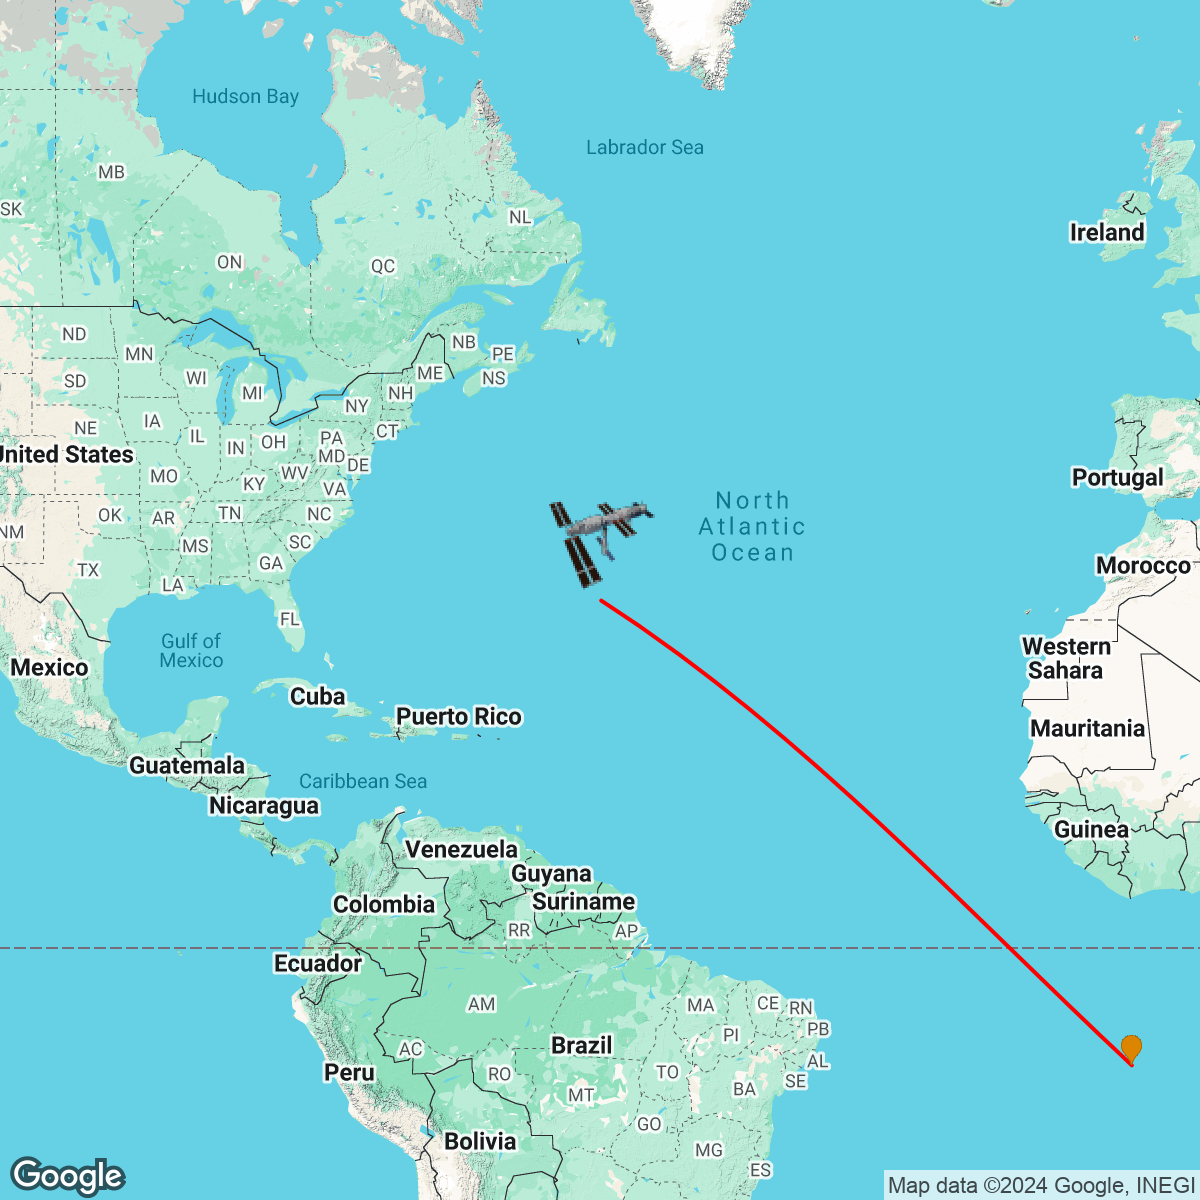 Hudson Bay
Labrador Sea
MB
SK
NL
Ireland
ON
QC
ND
NB
MN
PE
ME
WI
NS
SD
MI
NH
NY
IA
NE
CT
IL
PA
OH
IN
United States
MD
DE
Portugal
WV
MO
KY
VA
North
Atlantic
Ocean
OK
AR
TN
NC
NM
SC
MS
GA
Morocco
TX
LA
FL
Gulf of
Mexico
Western
Sahara
Mexico
Cuba
Puerto Rico
Mauritania
Guatemala
Caribbean Sea
Nicaragua
Guinea
Venezuela
Guyana
Suriname
Colombia
RR
AP
Ecuador
AM
MA
CE
RN
PB
PI
Brazil
AC
AL
Peru
RO
TO
SE
MT
BA
GO
Bolivia
MG
ES
Google
Map data ©2024 Google, INEGI